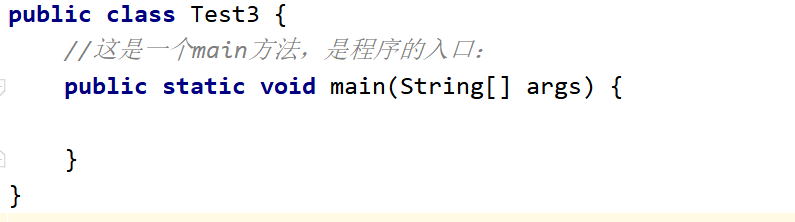 public class Test3 {
//这是一个main方法，是程序的入口：
public static void main(String[] args) {
}
}